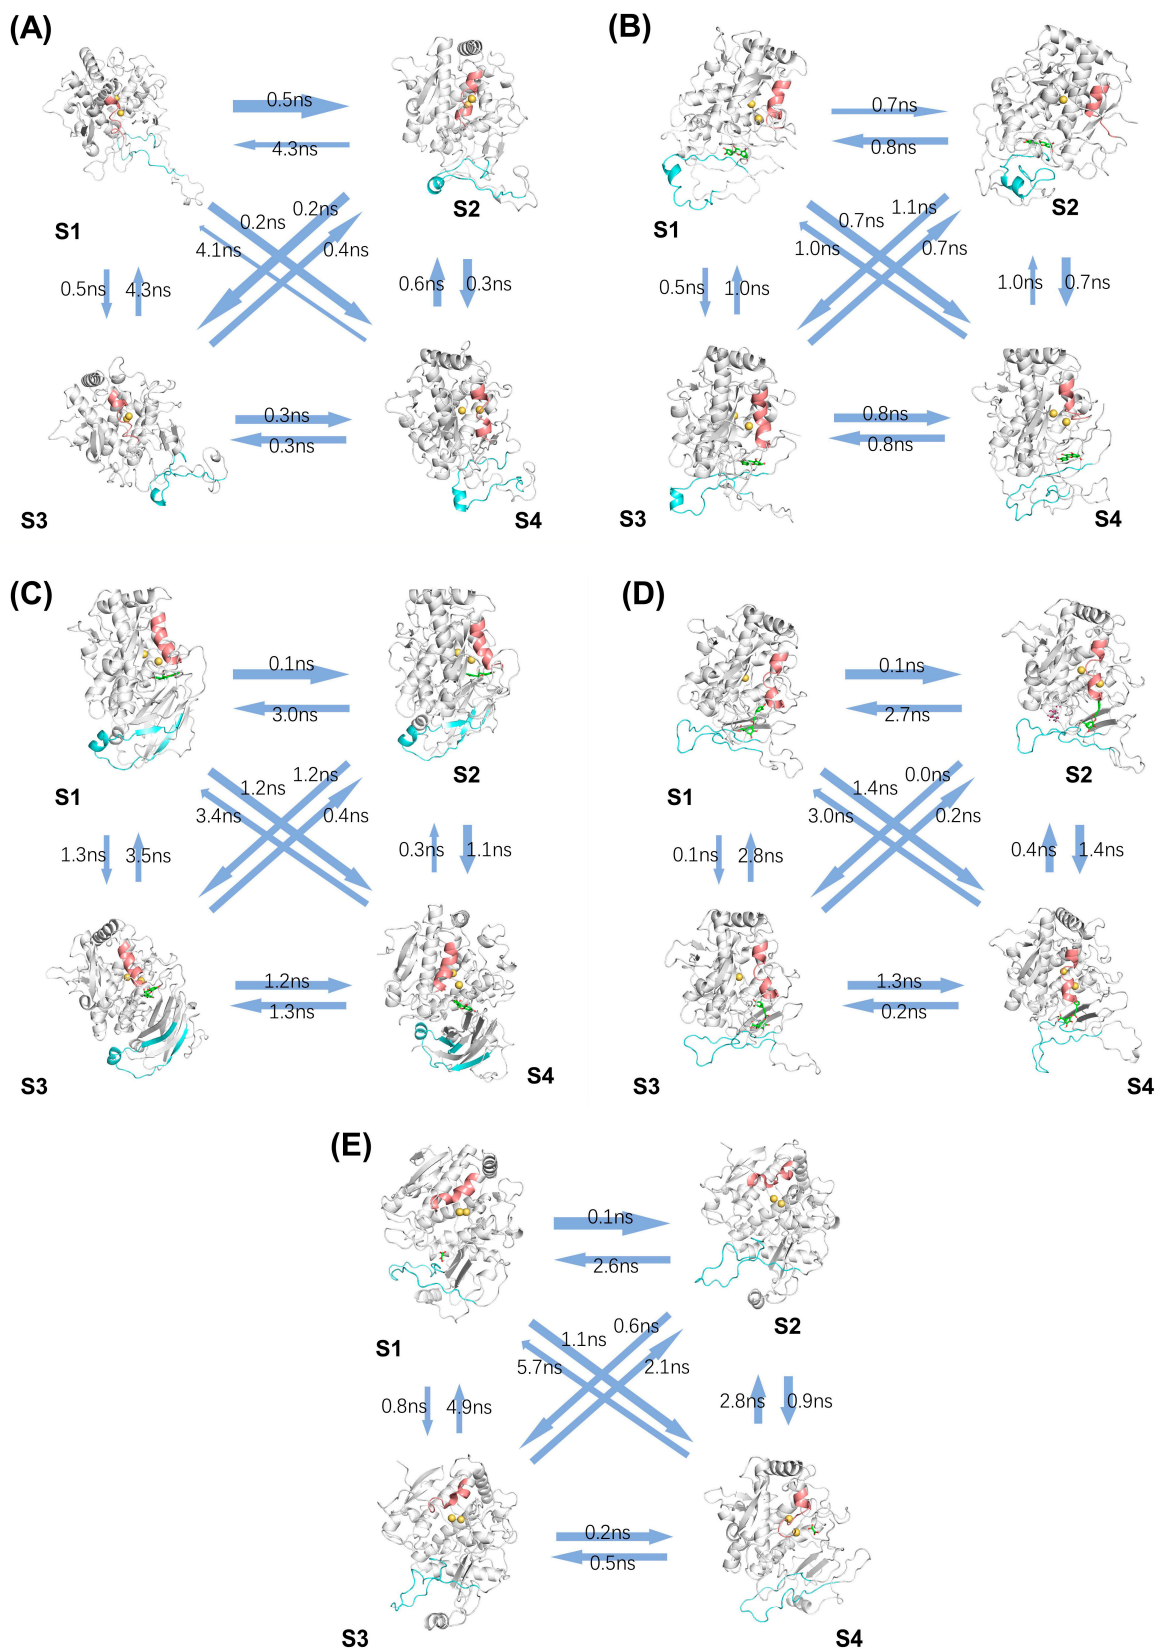 (A)
0.5ns
4.3ns
S1
S2
0.2ns
0.2ns
4.1ns
0.4ns
0.5ns
4.3ns
0.6ns
0.3ns
0.3ns
0.3ns
S3
S4
(B)
0.7ns
0.8ns
S1
S2
0.7ns
1.1ns
1.0ns
0.7ns
0.5ns
1.0ns
1.0ns
0.7ns
0.8ns
0.8ns
S3
S4
(C)
0.1ns
3.0ns
S1
S2
1.2ns
1.2ns
3.4ns
0.4ns
1.3ns
3.5ns
0.3ns
1.1ns
1.2ns
1.3ns
S3
S4
(D)
0.1ns
2.7ns
S1
S2
1.4ns
0.0ns
3.0ns
0.2ns
0.1ns
2.8ns
0.4ns
1.4ns
1.3ns
0.2ns
S3
S4
(E)
0.1ns
2.6ns
S1
S2
1.1ns
0.6ns
5.7ns
2.1ns
0.8ns
4.9ns
2.8ns
0.9ns
0.2ns
0.5ns
S3
S4